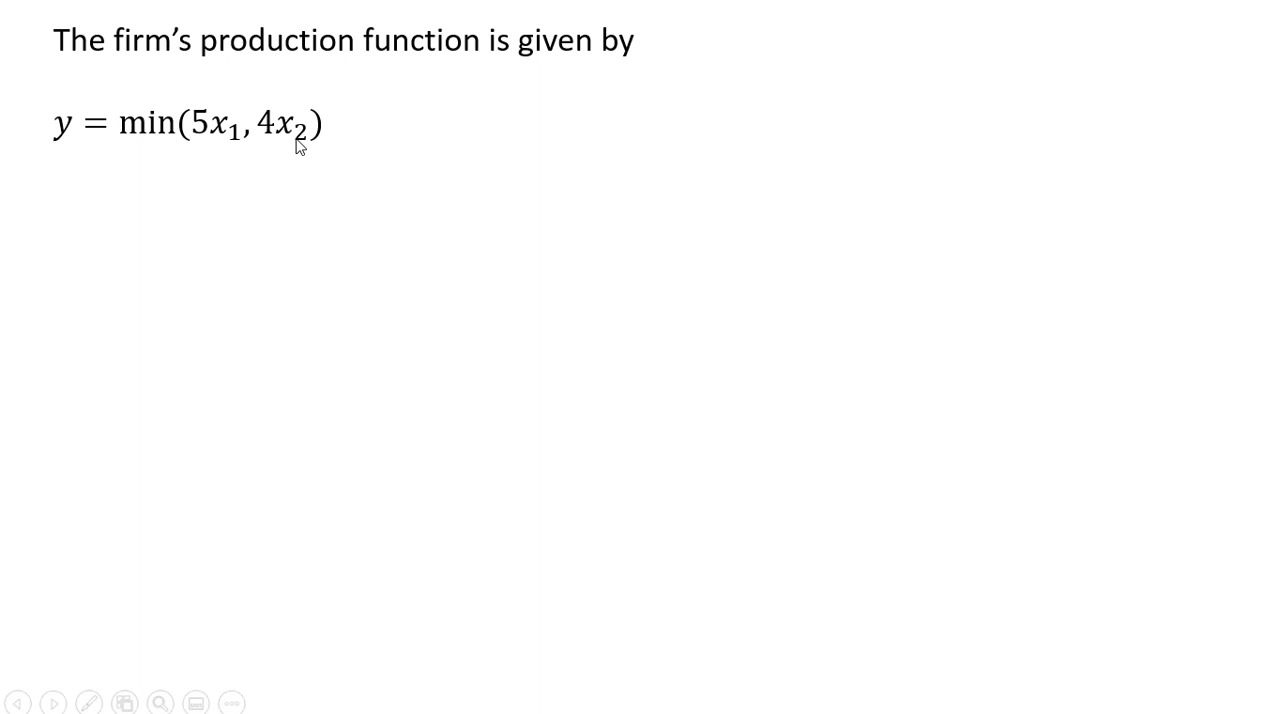 The firm’s production function is given by
𝑦 = min(5𝑥₁, 4𝑥₂)